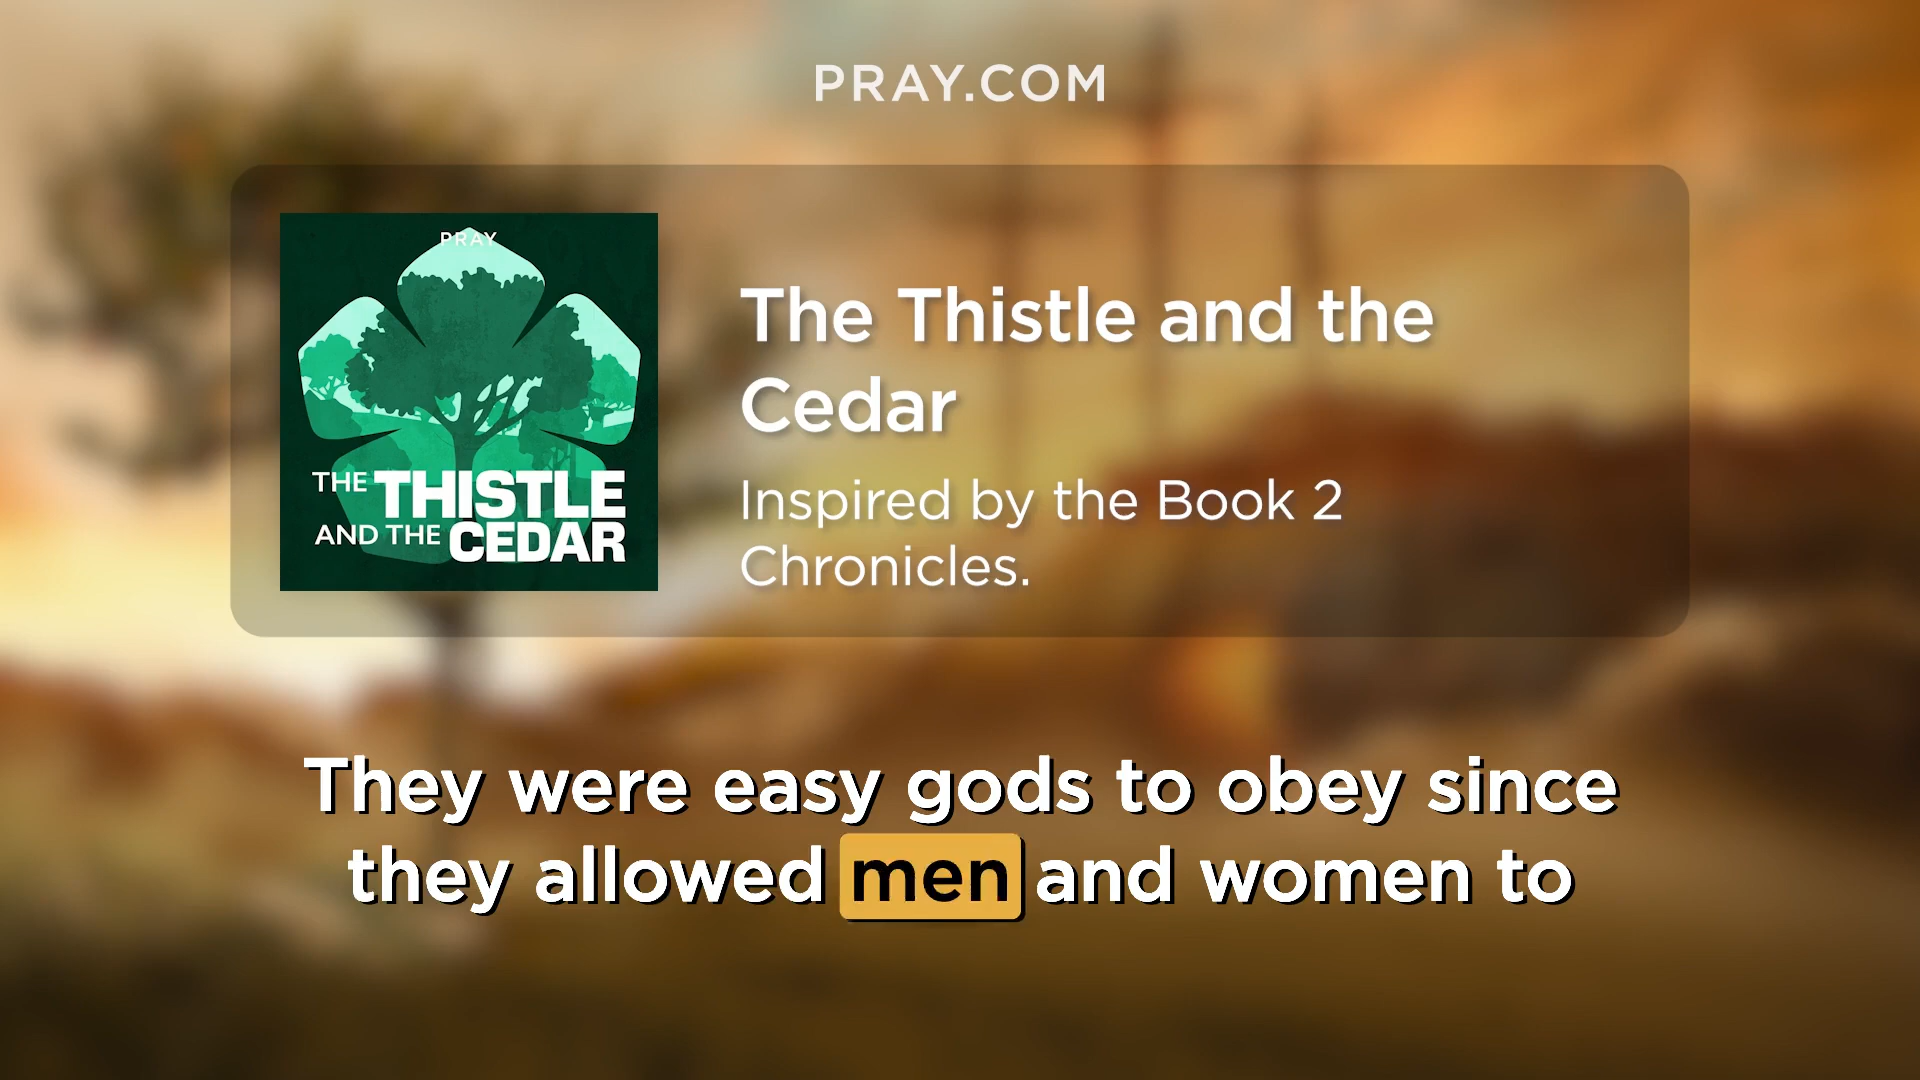 PRAY.COM
PRAY
THE THISTLE
AND THE CEDAR
The Thistle and the
Cedar
Inspired by the Book 2
Chronicles.
They were easy gods to obey since
they allowed men and women to